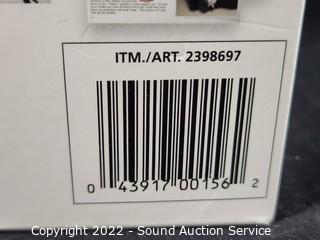 ITM./ART. 2398697
0 43917 00156 2
Copyright 2022 - Sound Auction Service